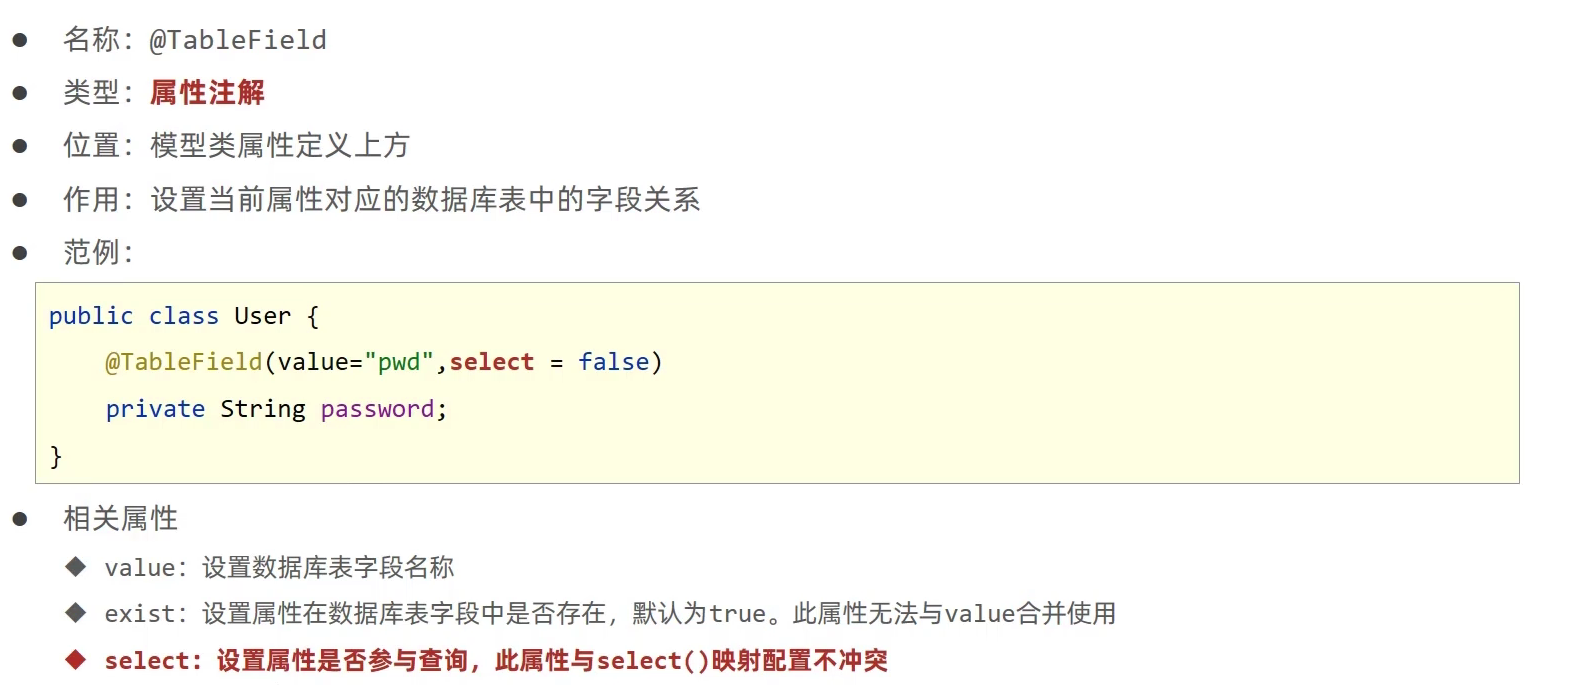 名称：@TableField
类型：属性注解
位置：模型类属性定义上方
作用：设置当前属性对应的数据库表中的字段关系
范例：
public class User {
    @TableField(value="pwd",select = false)
    private String password;
}
相关属性
value：设置数据库表字段名称
exist：设置属性在数据库表字段中是否存在，默认为true。此属性无法与value合并使用
select：设置属性是否参与查询，此属性与select()映射配置不冲突